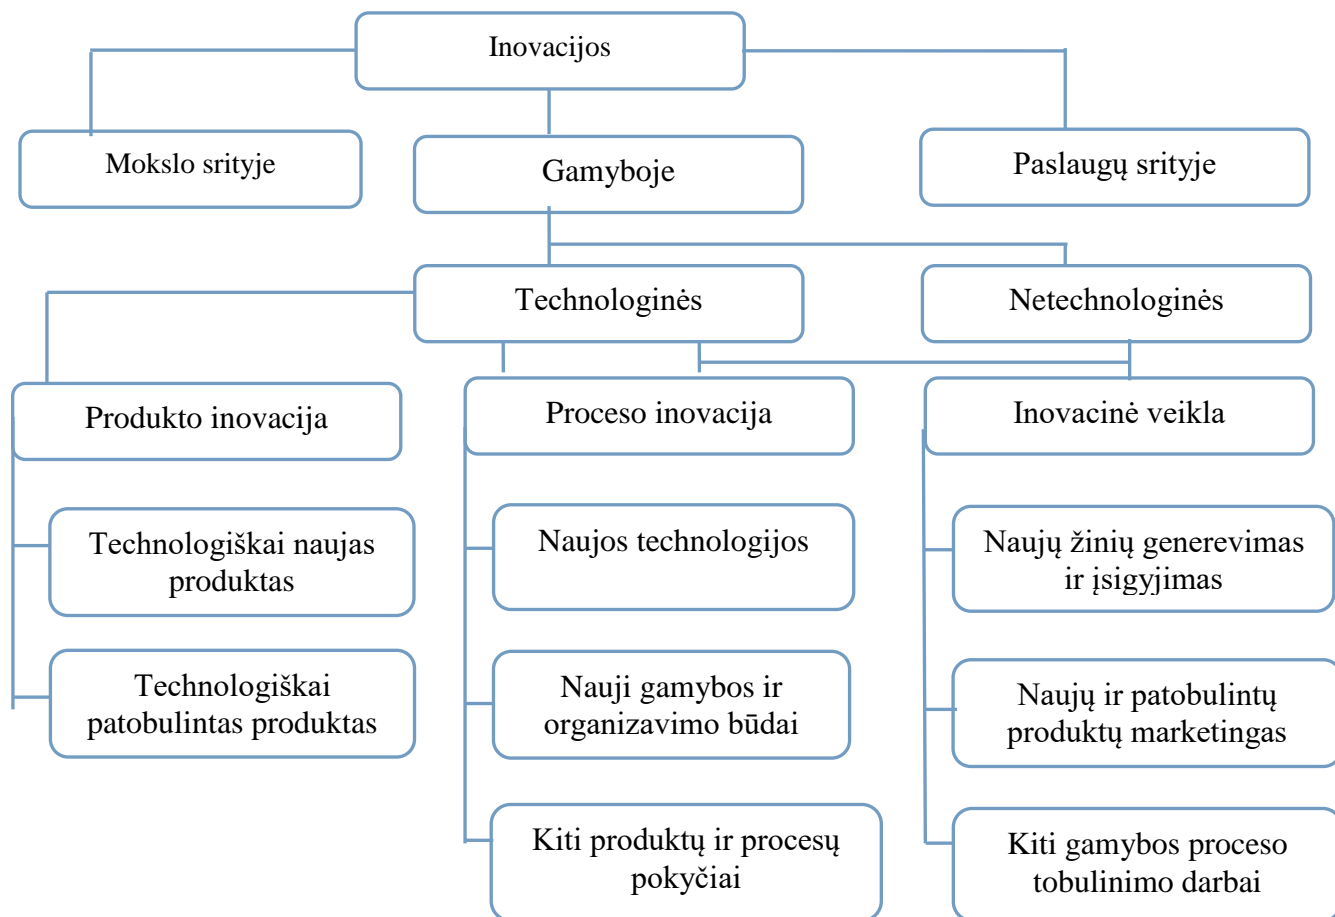 Inovacijos
Mokslo srityje
Gamyboje
Paslaugų srityje
Technologinės
Netechnologinės
Produkto inovacija
Proceso inovacija
Inovacinė veikla
Technologiškai naujas
produktas
Naujos technologijos
Naujų žinių generevimas
ir įsigyjimas
Technologiškai
patobulintas produktas
Nauji gamybos ir
organizavimo būdai
Naujų ir patobulintų
produktų marketingas
Kiti produktų ir procesų
pokyčiai
Kiti gamybos proceso
tobulinimo darbai